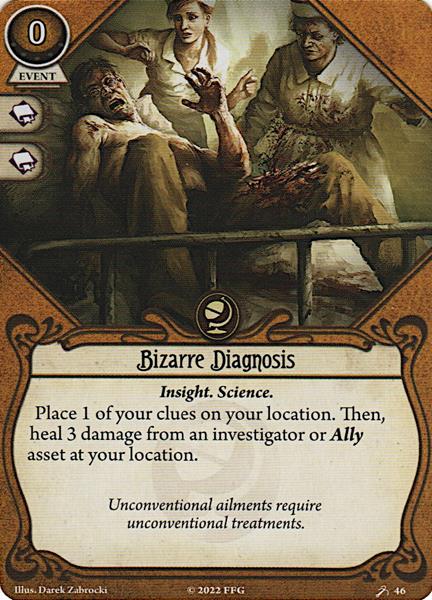 0
EVENT
Bizarre Diagnosis
Insight. Science.
Place 1 of your clues on your location. Then,
heal 3 damage from an investigator or Ally
asset at your location.
Unconventional ailments require
unconventional treatments.
Illus. Darek Zabrocki © 2022 FFG 46